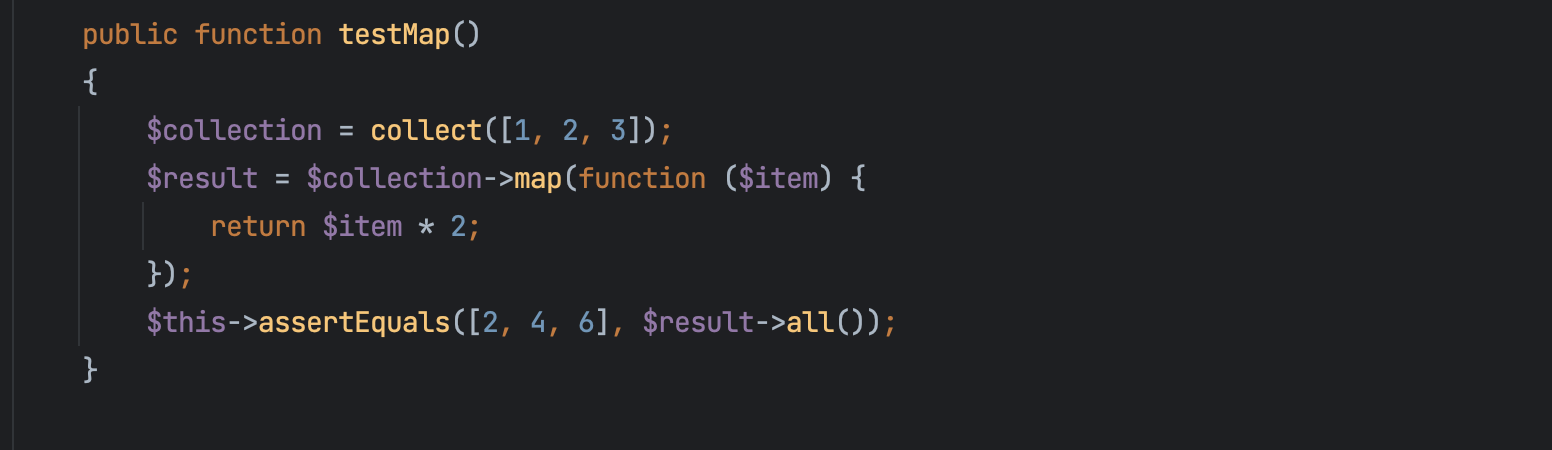 public function testMap()
{
    $collection = collect([1, 2, 3]);
    $result = $collection->map(function ($item) {
        return $item * 2;
    });
    $this->assertEquals([2, 4, 6], $result->all());
}